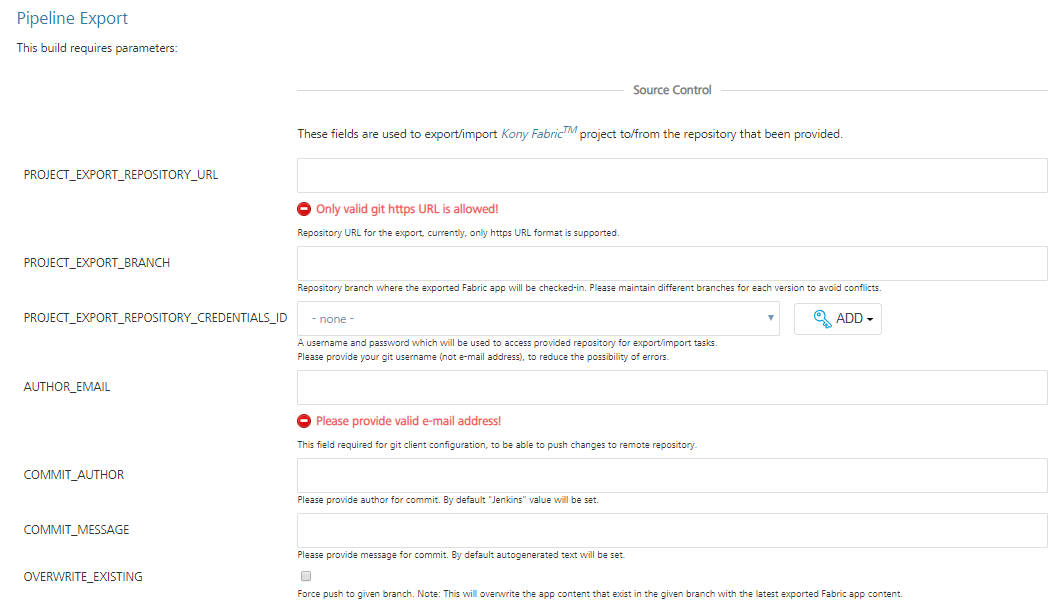 Pipeline Export
This build requires parameters:
Source Control
These fields are used to export/import Kony Fabric™ project to/from the repository that been provided.
PROJECT_EXPORT_REPOSITORY_URL
Only valid git https URL is allowed!
Repository URL for the export, currently, only https URL format is supported.
PROJECT_EXPORT_BRANCH
Repository branch where the exported Fabric app will be checked-in. Please maintain different branches for each version to avoid conflicts.
PROJECT_EXPORT_REPOSITORY_CREDENTIALS_ID - none - ADD
A username and password which will be used to access provided repository for export/import tasks.
Please provide your git username (not e-mail address), to reduce the possibility of errors.
AUTHOR_EMAIL
Please provide valid e-mail address!
This field required for git client configuration, to be able to push changes to remote repository.
COMMIT_AUTHOR
Please provide author for commit. By default "Jenkins" value will be set.
COMMIT_MESSAGE
Please provide message for commit. By default autogenerated text will be set.
OVERWRITE_EXISTING
Force push to given branch. Note: This will overwrite the app content that exist in the given branch with the latest exported Fabric app content.